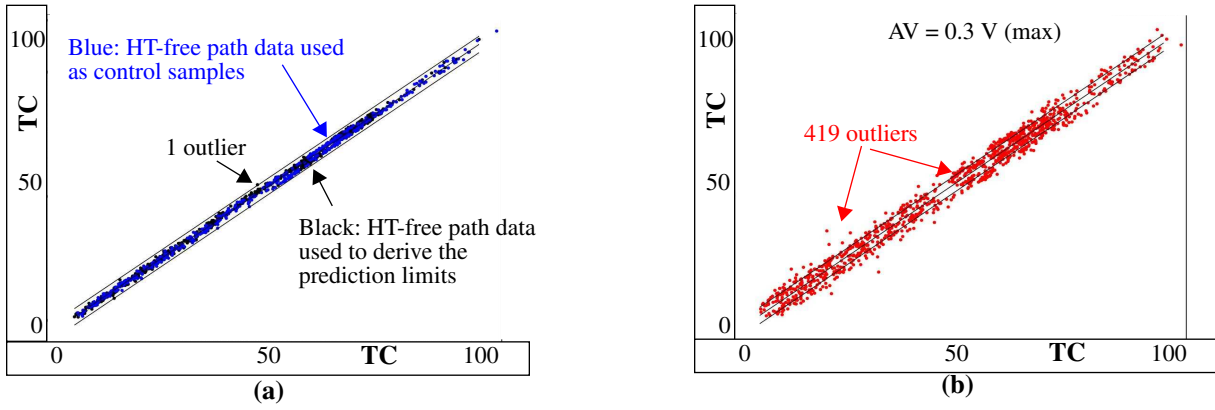 100
TC
50
0
Blue: HT-free path data used
as control samples
1 outlier
Black: HT-free path data
used to derive the
prediction limits
0
50
TC
100
(a)
100
TC
50
0
AV = 0.3 V (max)
419 outliers
0
50
TC
100
(b)